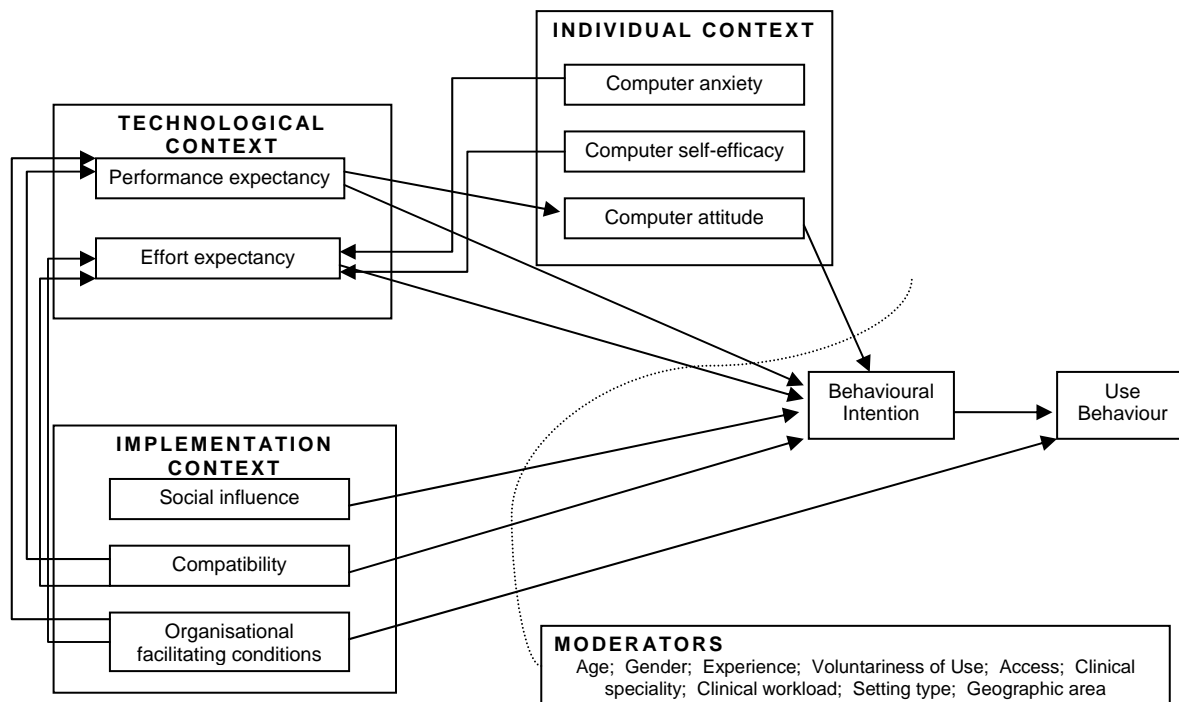 INDIVIDUAL CONTEXT
Computer anxiety
Computer self-efficacy
Computer attitude
TECHNOLOGICAL
CONTEXT
Performance expectancy
Effort expectancy
Behavioural
Intention
Use
Behaviour
IMPLEMENTATION
CONTEXT
Social influence
Compatibility
Organisational
facilitating conditions
MODERATORS
Age; Gender; Experience; Voluntariness of Use; Access; Clinical
speciality; Clinical workload; Setting type; Geographic area